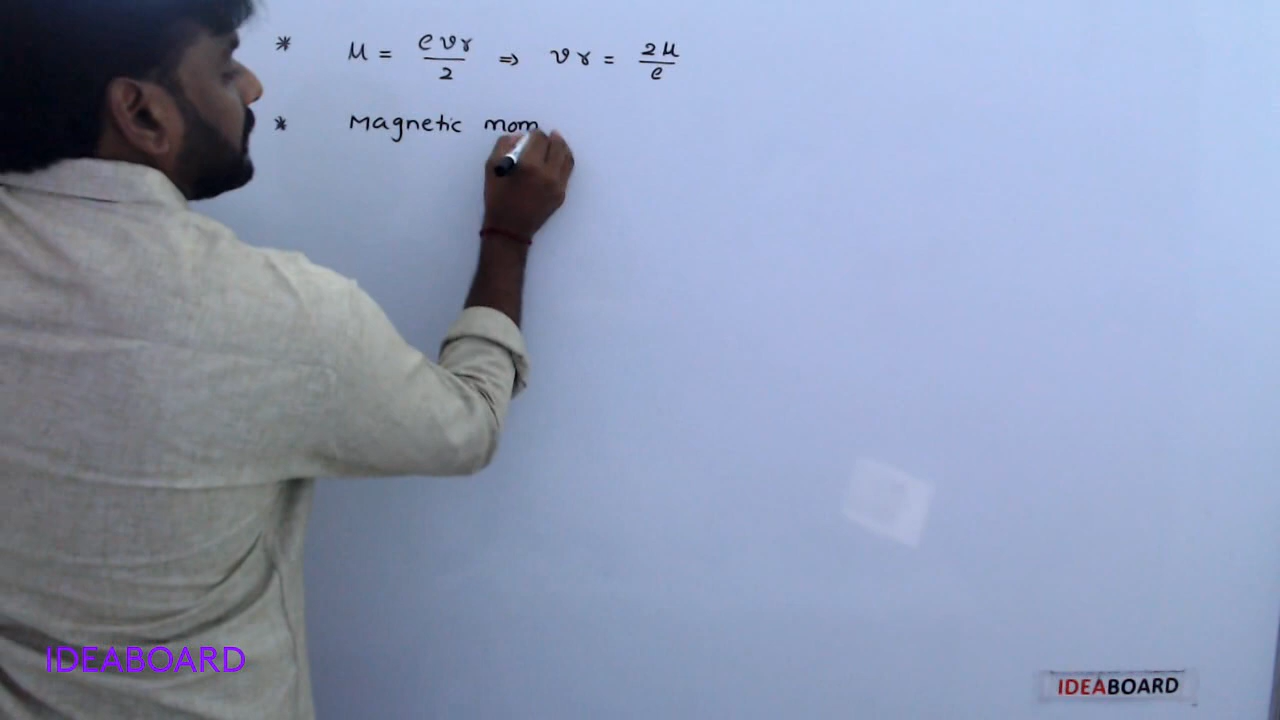 * μ = evr/2 ⇒ vr = 2μ/e
* Magnetic mom
IDEABOARD
IDEABOARD